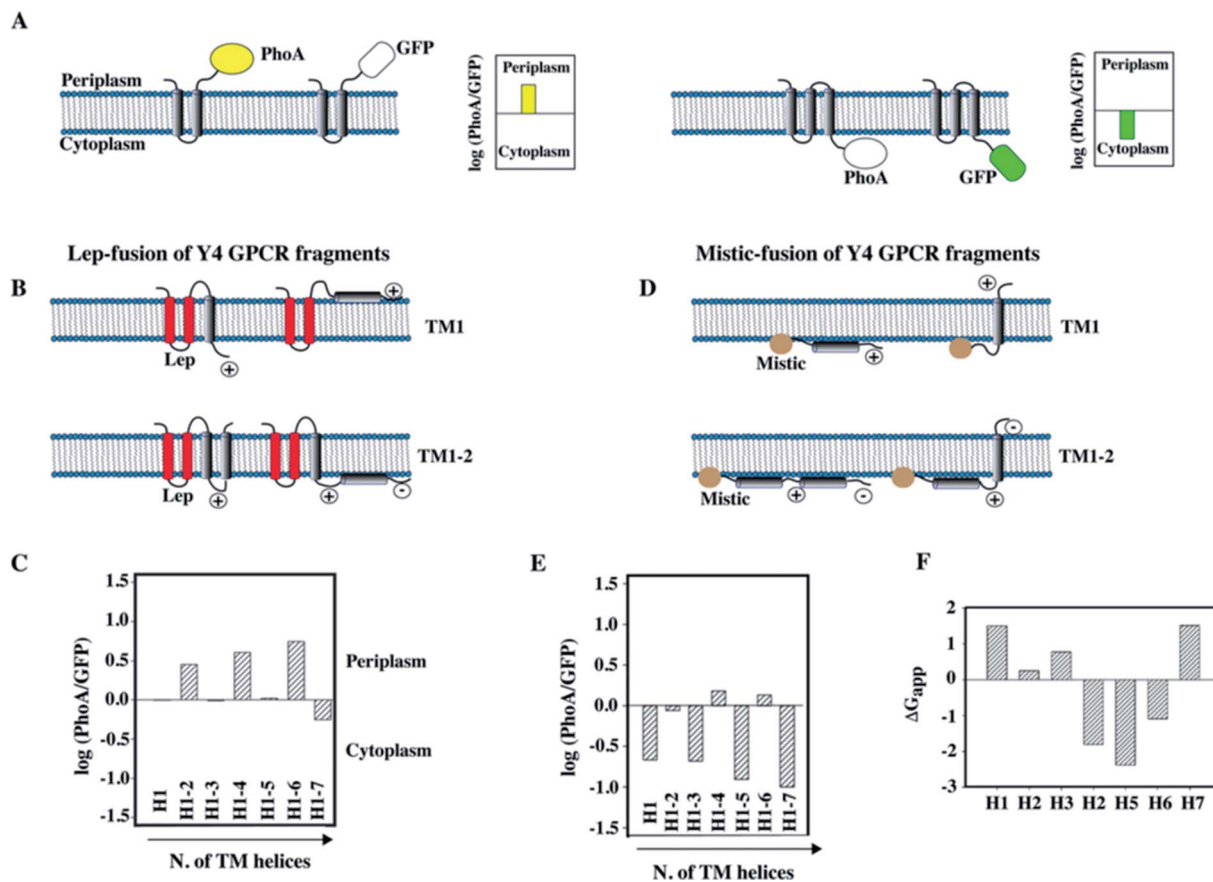 A
PhoA
GFP
Periplasm
Cytoplasm
log (PhoA/GFP)
Periplasm
Cytoplasm
PhoA
GFP
log (PhoA/GFP)
Periplasm
Cytoplasm
Lep-fusion of Y4 GPCR fragments
B
+
+
TM1
Lep
+
+
-
TM1-2
Lep
Mistic-fusion of Y4 GPCR fragments
D
+
+
TM1
Mistic
-
+
-
+
TM1-2
Mistic
C
log (PhoA/GFP)
1.5
1.0
0.5
0.0
-0.5
-1.0
-1.5
Periplasm
Cytoplasm
H1
H1-2
H1-3
H1-4
H1-5
H1-6
H1-7
N. of TM helices
E
log (PhoA/GFP)
1.5
1.0
0.5
0.0
-0.5
-1.0
-1.5
H1
H1-2
H1-3
H1-4
H1-5
H1-6
H1-7
N. of TM helices
F
ΔGapp
2
1
0
-1
-2
-3
H1 H2 H3 H2 H5 H6 H7